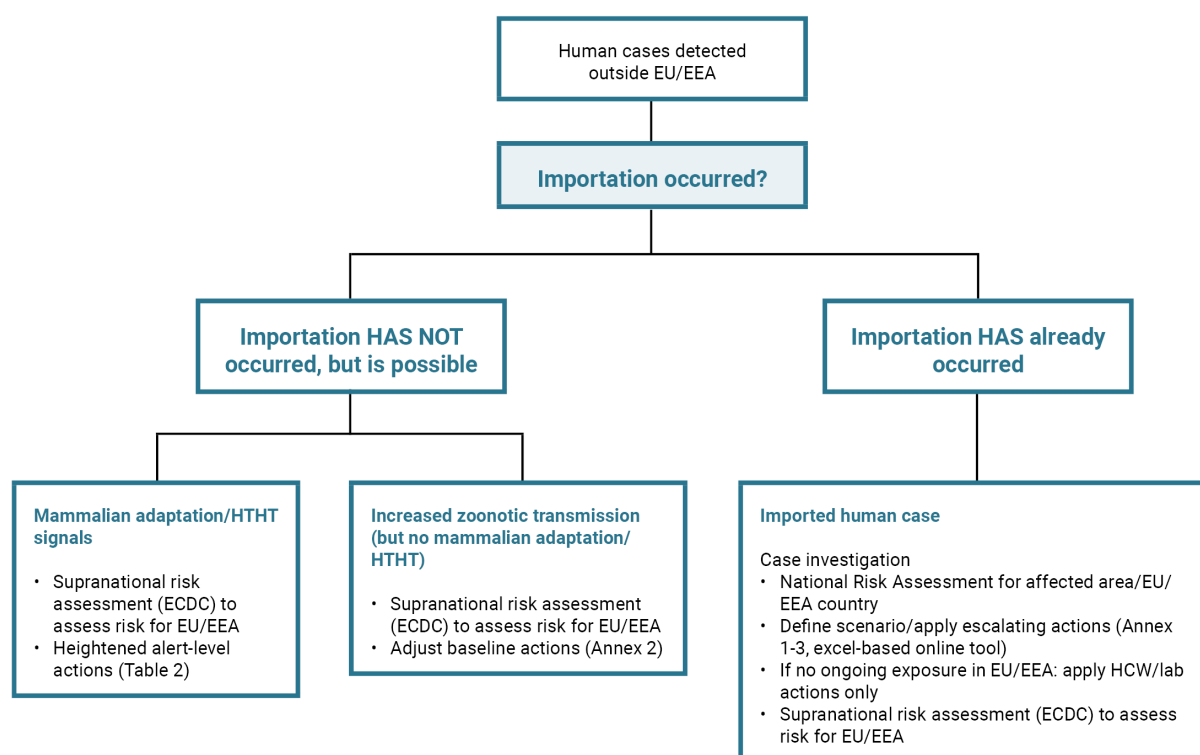 Human cases detected
outside EU/EEA
Importation occurred?
Importation HAS NOT
occurred, but is possible
Importation HAS already
occurred
Mammalian adaptation/HTHT
signals
• Supranational risk
assessment (ECDC) to
assess risk for EU/EEA
• Heightened alert-level
actions (Table 2)
Increased zoonotic transmission
(but no mammalian adaptation/
HTHT)
• Supranational risk assessment
(ECDC) to assess risk for EU/EEA
• Adjust baseline actions (Annex 2)
Imported human case
Case investigation
• National Risk Assessment for affected area/EU/
EEA country
• Define scenario/apply escalating actions (Annex
1-3, excel-based online tool)
• If no ongoing exposure in EU/EEA: apply HCW/lab
actions only
• Supranational risk assessment (ECDC) to assess
risk for EU/EEA